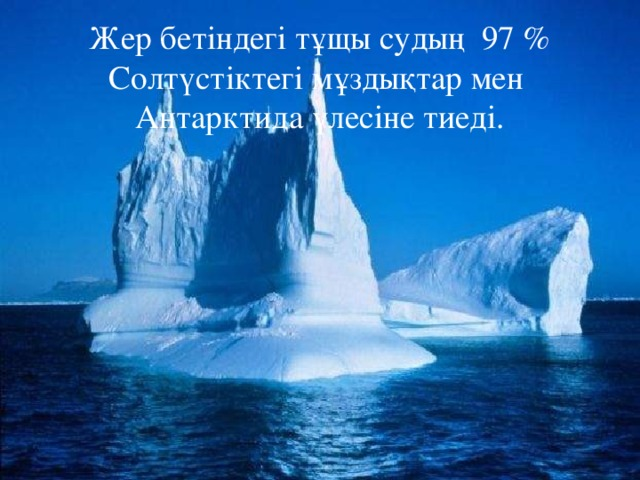 Жер бетіндегі тұщы судың 97 %
Солтүстіктегі мұздықтар мен
Антарктида үлесіне тиеді.